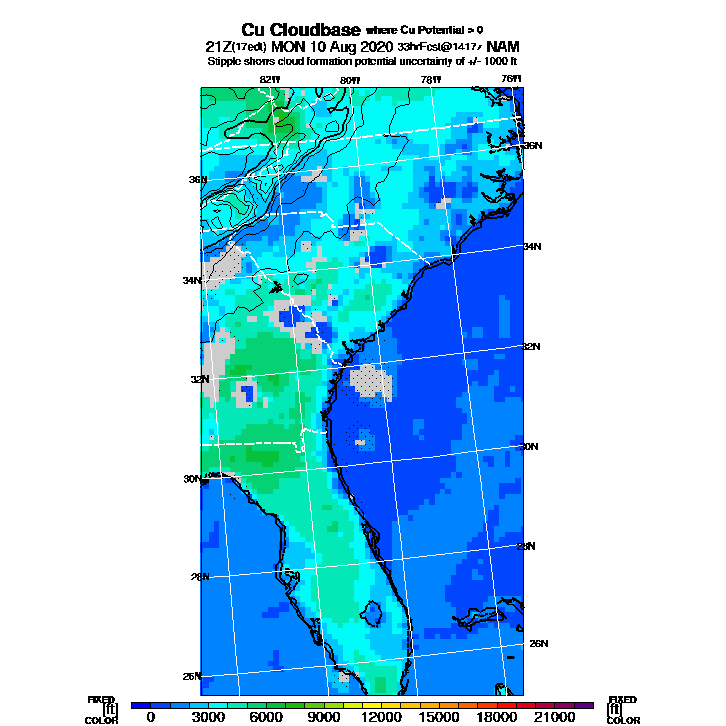 Cu Cloudbase where Cu Potential > 0
21Z(17edt) MON 10 Aug 2020 33hrFcst@1417z NAM
Stipple shows cloud formation potential uncertainty of +/- 1000 ft
82W 80W 78W 76W
36N
36N
34N
34N
32N
32N
30N
30N
28N
28N
26N
26N
FIXED FIXED
[ft] 0 3000 6000 9000 12000 15000 18000 21000 [ft]
COLOR COLOR